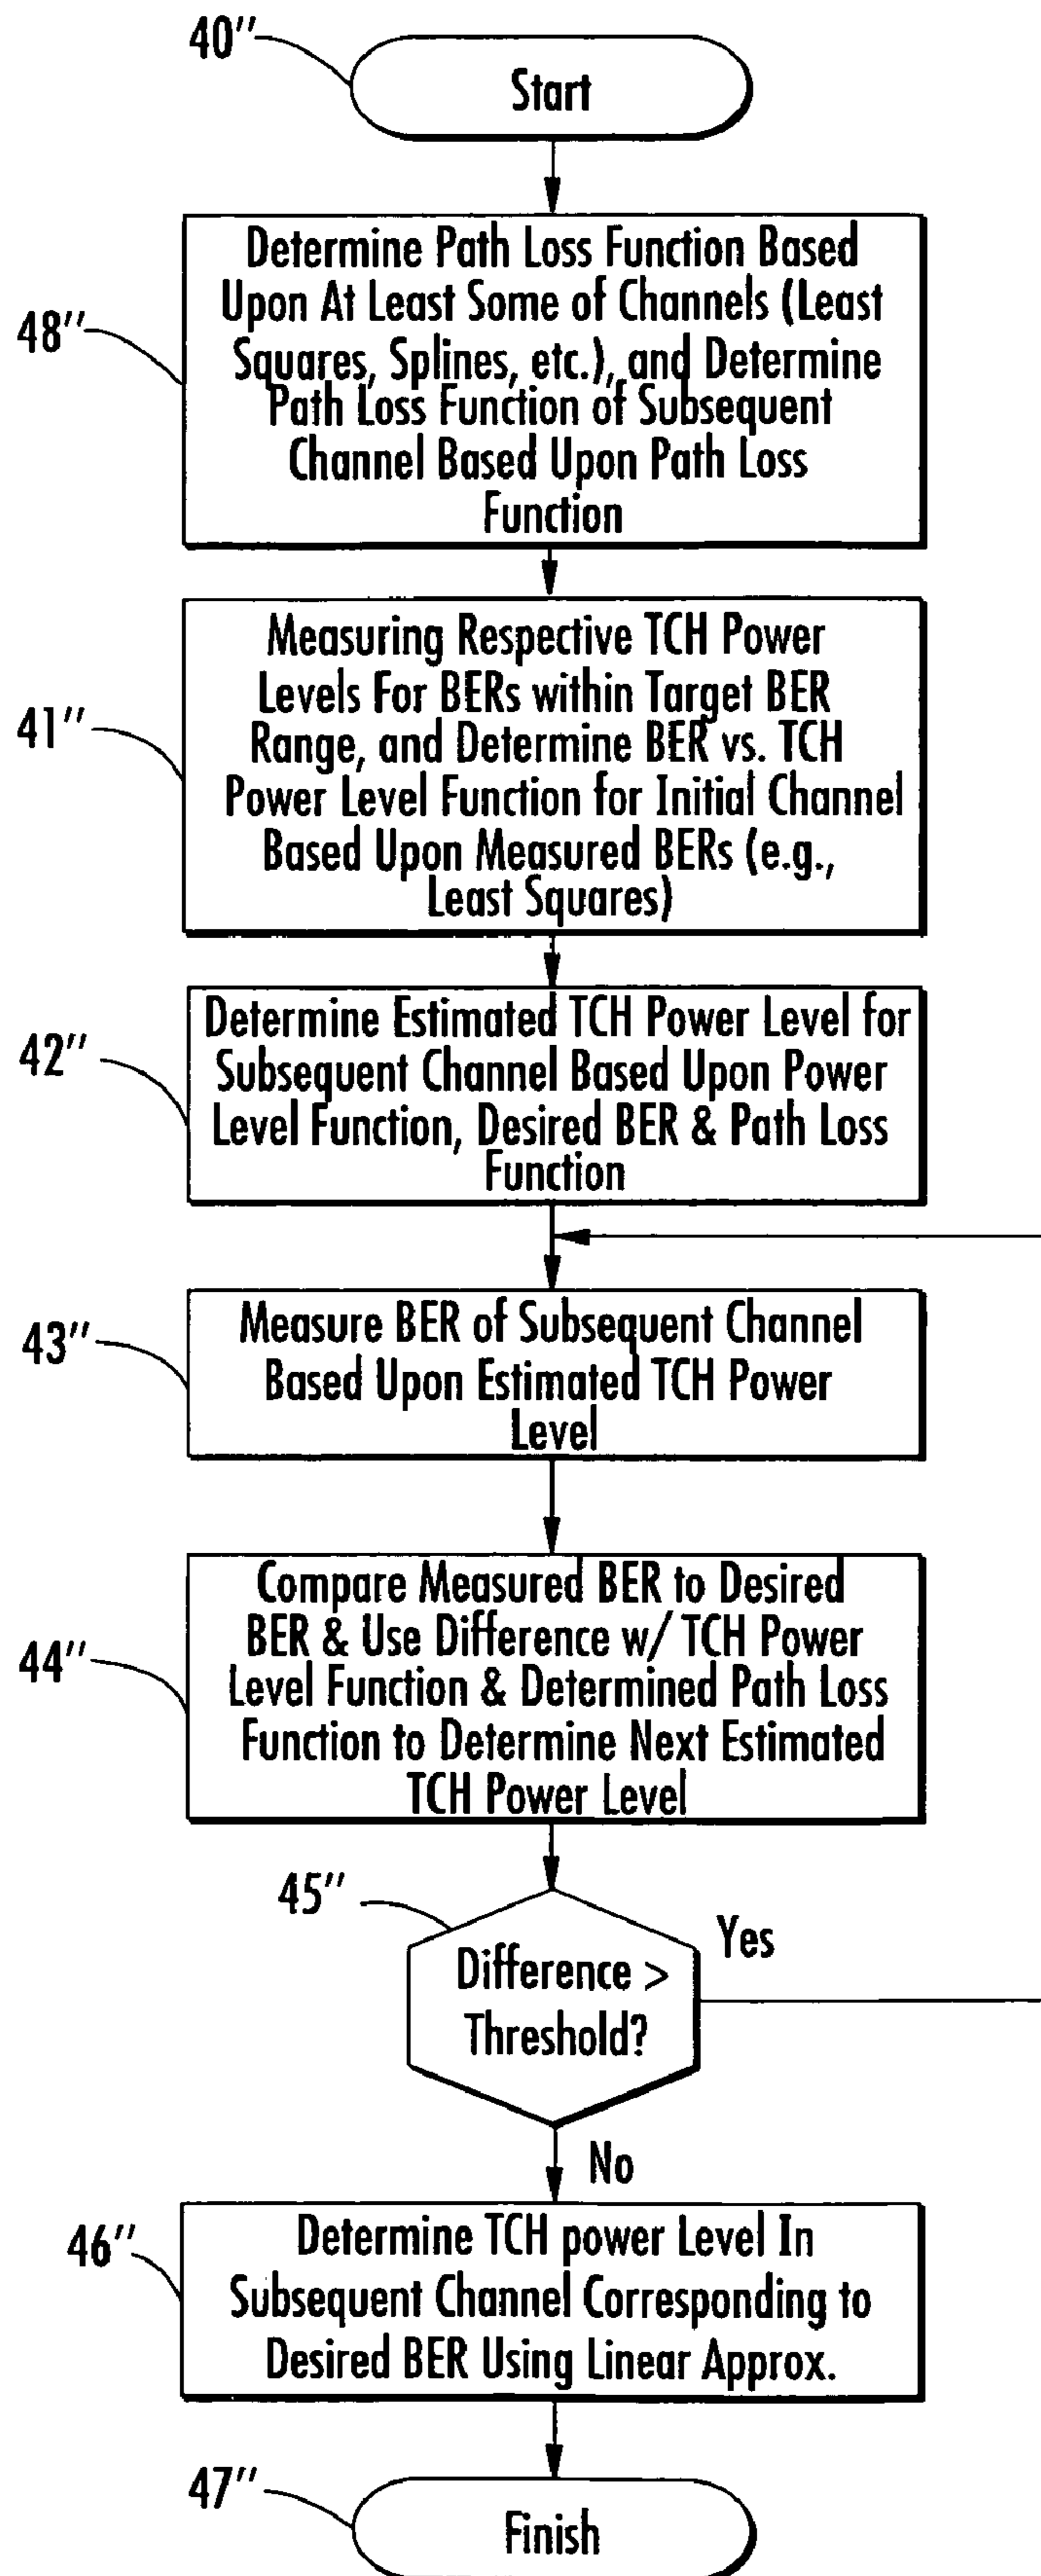 40''
Start
48''
Determine Path Loss Function Based
Upon At Least Some of Channels (Least
Squares, Splines, etc.), and Determine
Path Loss Function of Subsequent
Channel Based Upon Path Loss
Function
41''
Measuring Respective TCH Power
Levels For BERs within Target BER
Range, and Determine BER vs. TCH
Power Level Function for Initial Channel
Based Upon Measured BERs (e.g.,
Least Squares)
42''
Determine Estimated TCH Power Level for
Subsequent Channel Based Upon Power
Level Function, Desired BER & Path Loss
Function
43''
Measure BER of Subsequent Channel
Based Upon Estimated TCH Power
Level
44''
Compare Measured BER to Desired
BER & Use Difference w/ TCH Power
Level Function & Determined Path Loss
Function to Determine Next Estimated
TCH Power Level
45''
Difference >
Threshold?
Yes
No
46''
Determine TCH power Level In
Subsequent Channel Corresponding to
Desired BER Using Linear Approx.
47''
Finish